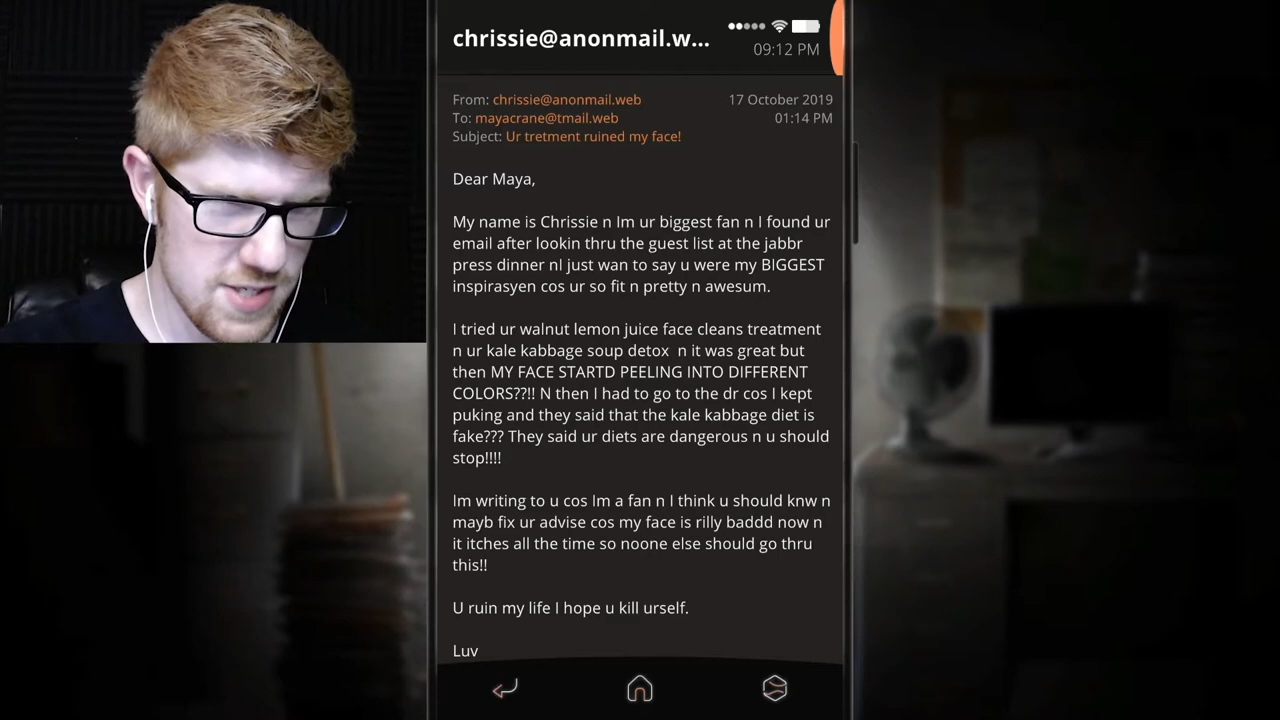 chrissie@anonmail.w...
09:12 PM
From: chrissie@anonmail.web
17 October 2019
To: mayacrane@tmail.web
01:14 PM
Subject: Ur tretment ruined my face!
Dear Maya,
My name is Chrissie n Im ur biggest fan n I found ur
email after lookin thru the guest list at the jabbr
press dinner nI just wan to say u were my BIGGEST
inspirasyen cos ur so fit n pretty n awesum.
I tried ur walnut lemon juice face cleans treatment
n ur kale kabbage soup detox  n it was great but
then MY FACE STARTD PEELING INTO DIFFERENT
COLORS??!! N then I had to go to the dr cos I kept
puking and they said that the kale kabbage diet is
fake??? They said ur diets are dangerous n u should
stop!!!!
Im writing to u cos Im a fan n I think u should knw n
mayb fix ur advise cos my face is rilly baddd now n
it itches all the time so noone else should go thru
this!!
U ruin my life I hope u kill urself.
Luv